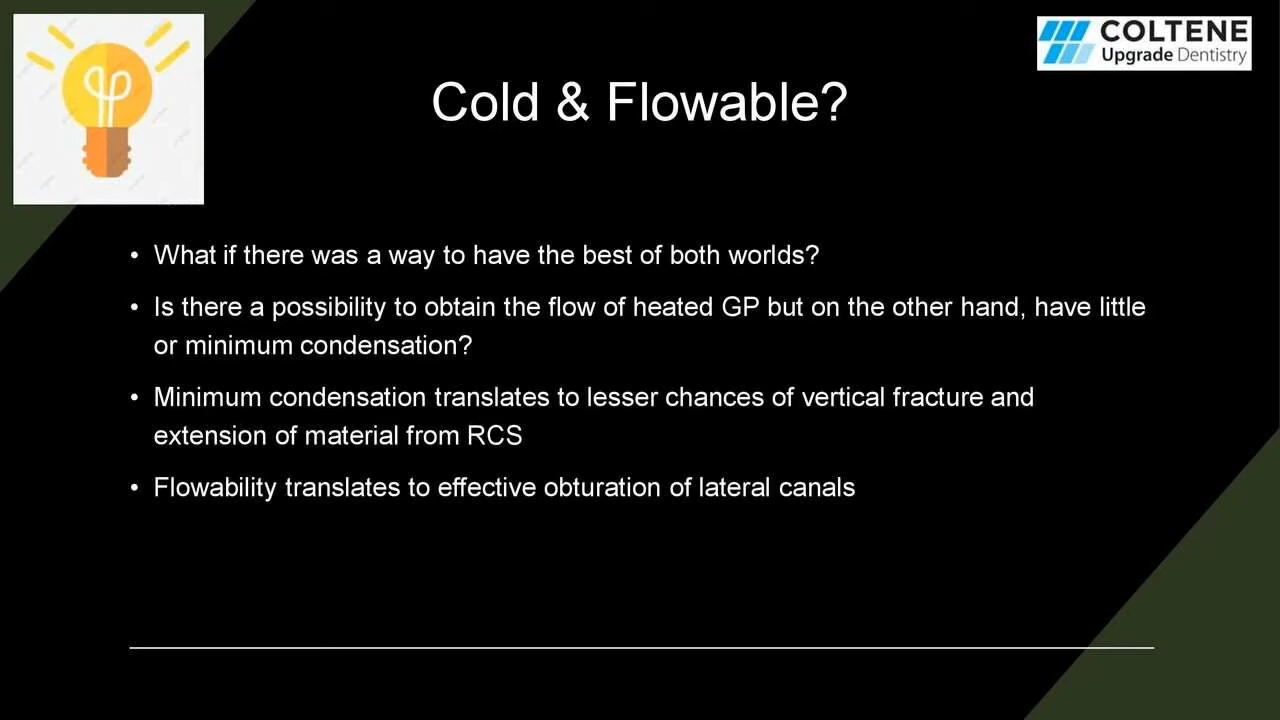 COLTENE
Upgrade Dentistry
Cold & Flowable?
• What if there was a way to have the best of both worlds?
• Is there a possibility to obtain the flow of heated GP but on the other hand, have little
or minimum condensation?
• Minimum condensation translates to lesser chances of vertical fracture and
extension of material from RCS
• Flowability translates to effective obturation of lateral canals